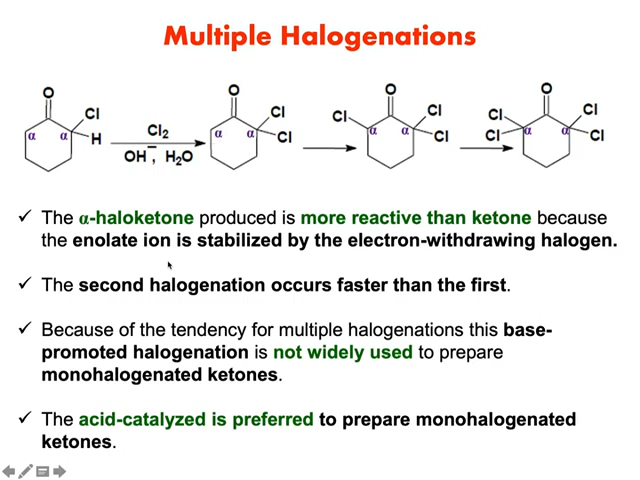 Multiple Halogenations
O
Cl
α
α
H
Cl2
OH-, H2O
O
Cl
α
α
Cl
O
Cl
Cl
α
α
Cl
O
Cl
Cl
Cl
α
α
Cl
✓ The α-haloketone produced is more reactive than ketone because
the enolate ion is stabilized by the electron-withdrawing halogen.
✓ The second halogenation occurs faster than the first.
✓ Because of the tendency for multiple halogenations this base-
promoted halogenation is not widely used to prepare
monohalogenated ketones.
✓ The acid-catalyzed is preferred to prepare monohalogenated
ketones.